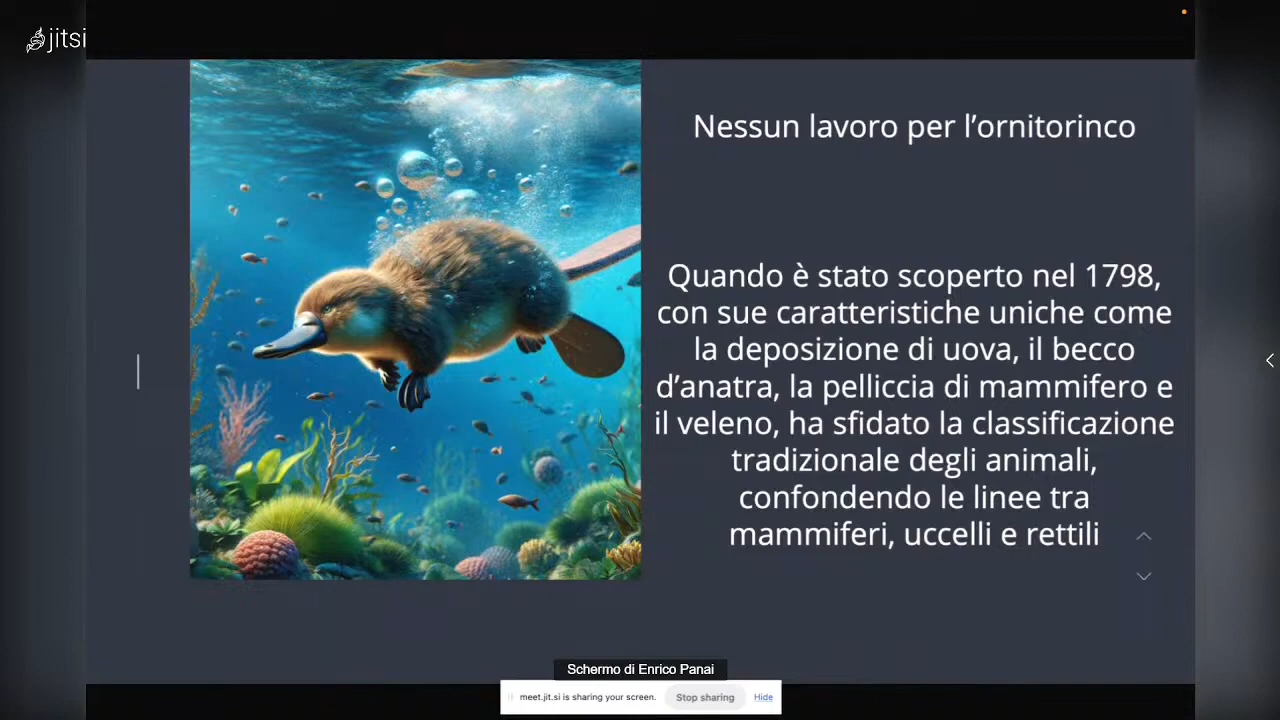 jitsi
Nessun lavoro per l’ornitorinco
Quando è stato scoperto nel 1798,
con sue caratteristiche uniche come
la deposizione di uova, il becco
d’anatra, la pelliccia di mammifero e
il veleno, ha sfidato la classificazione
tradizionale degli animali,
confondendo le linee tra
mammiferi, uccelli e rettili
Schermo di Enrico Panai
meet.jit.si is sharing your screen.
Stop sharing
Hide